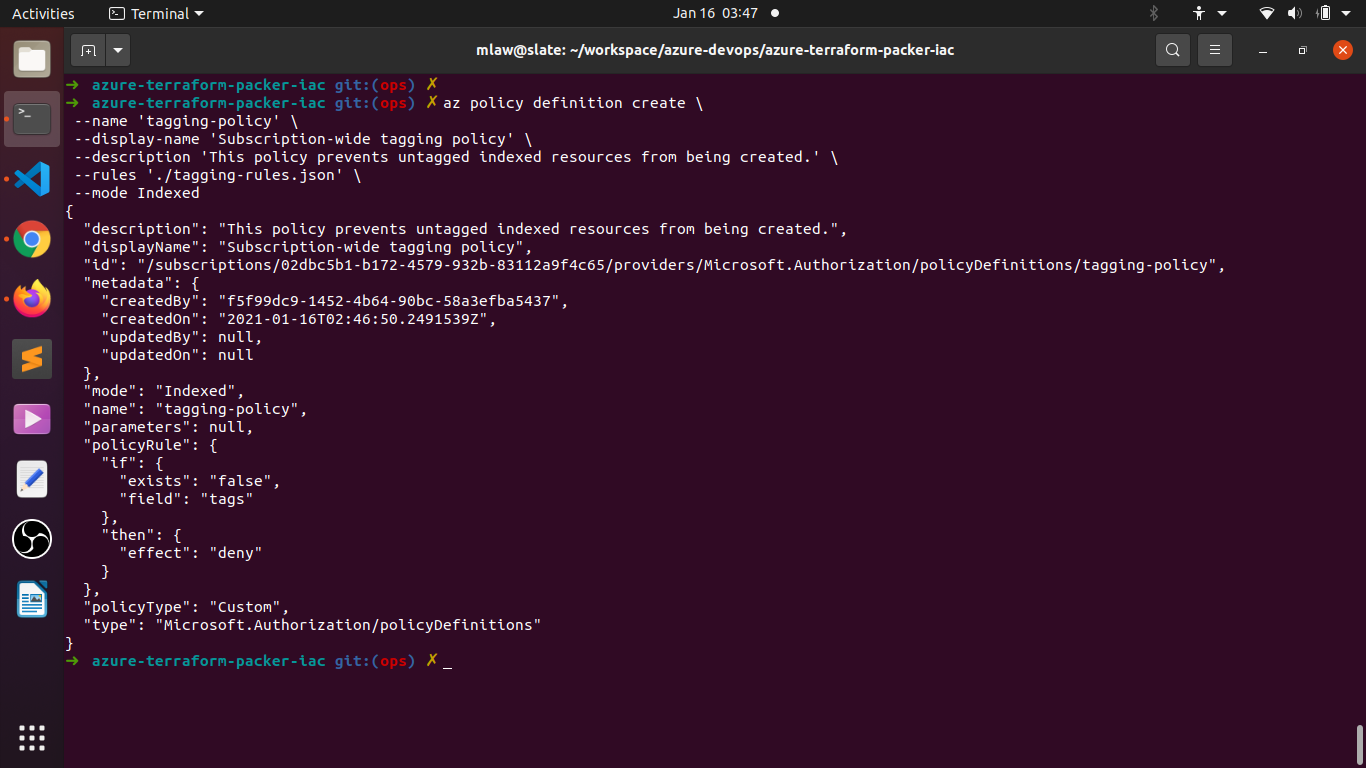 Activities Terminal Jan 16 03:47
mlaw@slate: ~/workspace/azure-devops/azure-terraform-packer-iac
➜ azure-terraform-packer-iac git:(ops) ✗
➜ azure-terraform-packer-iac git:(ops) ✗ az policy definition create \
 --name 'tagging-policy' \
 --display-name 'Subscription-wide tagging policy' \
 --description 'This policy prevents untagged indexed resources from being created.' \
 --rules './tagging-rules.json' \
 --mode Indexed
{
  "description": "This policy prevents untagged indexed resources from being created.",
  "displayName": "Subscription-wide tagging policy",
  "id": "/subscriptions/02dbc5b1-b172-4579-932b-83112a9f4c65/providers/Microsoft.Authorization/policyDefinitions/tagging-policy",
  "metadata": {
    "createdBy": "f5f99dc9-1452-4b64-90bc-58a3efba5437",
    "createdOn": "2021-01-16T02:46:50.2491539Z",
    "updatedBy": null,
    "updatedOn": null
  },
  "mode": "Indexed",
  "name": "tagging-policy",
  "parameters": null,
  "policyRule": {
    "if": {
      "exists": "false",
      "field": "tags"
    },
    "then": {
      "effect": "deny"
    }
  },
  "policyType": "Custom",
  "type": "Microsoft.Authorization/policyDefinitions"
}
➜ azure-terraform-packer-iac git:(ops) ✗ _